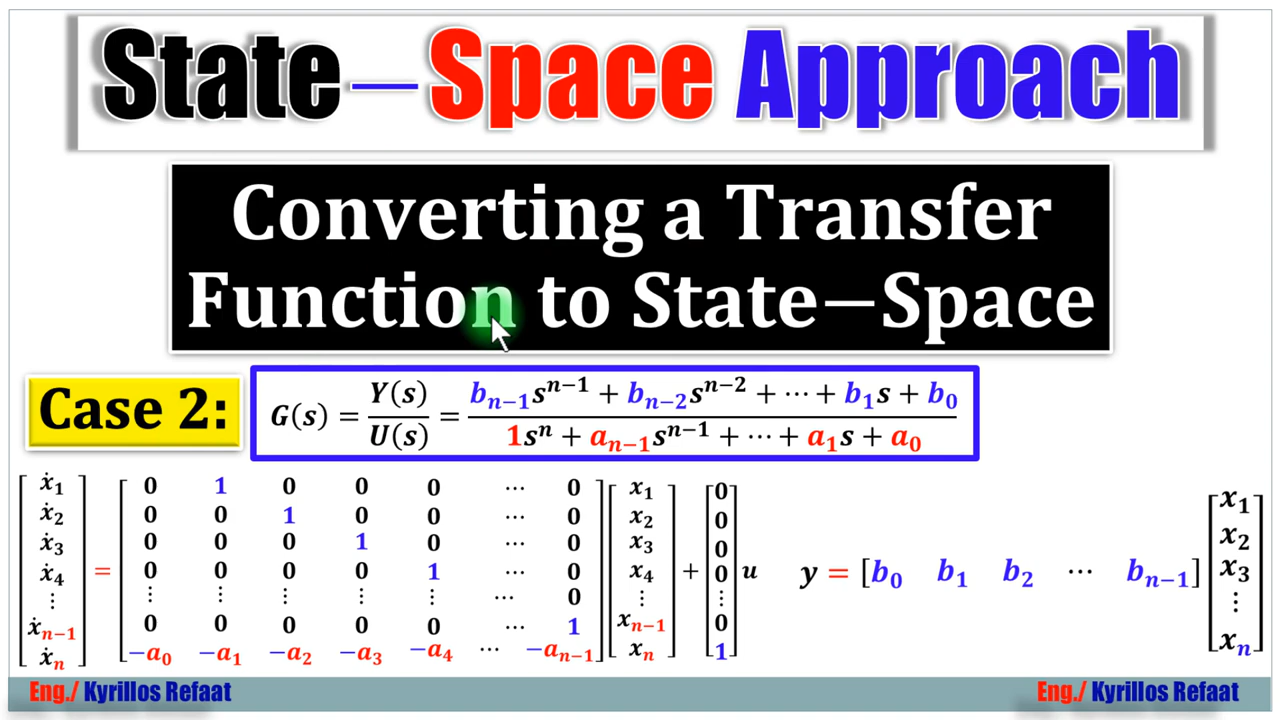 State—Space Approach
Converting a Transfer
Function to State—Space
Case 2:
G(s) = Y(s)/U(s) = (b_{n−1}s^{n−1} + b_{n−2}s^{n−2} + ⋯ + b_1s + b_0)/(1s^n + a_{n−1}s^{n−1} + ⋯ + a_1s + a_0)
[ẋ_1] = [0 1 0 0 0 ⋯ 0] [x_1] + [0] u
[ẋ_2] [0 0 1 0 0 ⋯ 0] [x_2] [0]
[ẋ_3] [0 0 0 1 0 ⋯ 0] [x_3] [0]
[ẋ_4] [0 0 0 0 1 ⋯ 0] [x_4] [0]
[⋮] [⋮ ⋮ ⋮ ⋮ ⋮ ⋯ 0] [⋮] [⋮]
[ẋ_{n−1}] [0 0 0 0 0 ⋯ 1] [x_{n−1}] [0]
[ẋ_n] [−a_0 −a_1 −a_2 −a_3 −a_4 ⋯ −a_{n−1}] [x_n] [1]
y = [b_0 b_1 b_2 ⋯ b_{n−1}] [x_1
x_2
x_3
⋮
x_n]
Eng./ Kyrillos Refaat
Eng./ Kyrillos Refaat